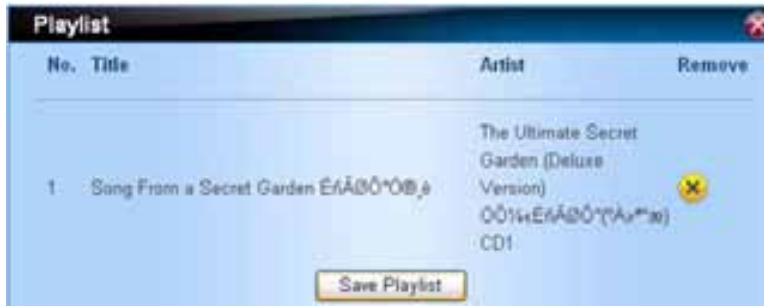 Playlist
No. Title Artist Remove
The Ultimate Secret
Garden (Deluxe
1 Song From a Secret Garden Version)
CD1
Save Playlist